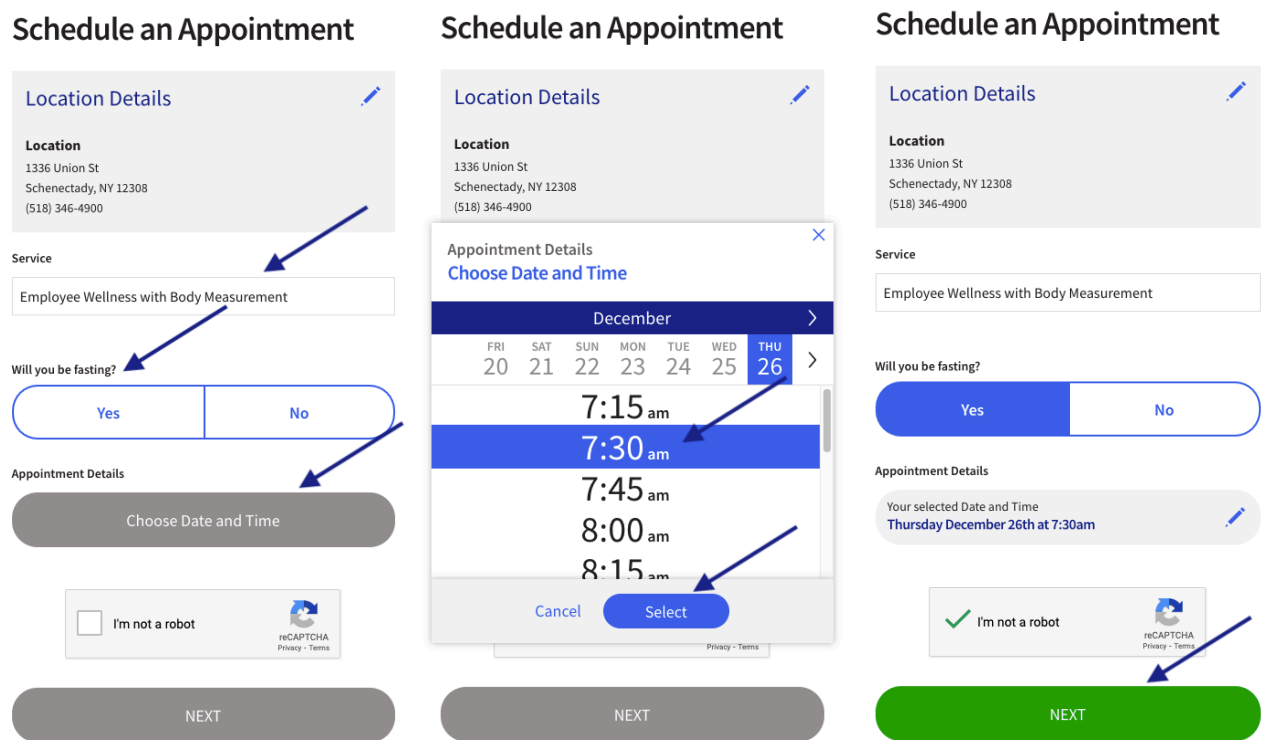 Schedule an Appointment
Location Details
Location
1336 Union St
Schenectady, NY 12308
(518) 346-4900
Service
Employee Wellness with Body Measurement
Will you be fasting?
Yes No
Appointment Details
Choose Date and Time
I'm not a robot
reCAPTCHA
Privacy - Terms
NEXT
Schedule an Appointment
Location Details
Location
1336 Union St
Schenectady, NY 12308
(518) 346-4900
Appointment Details
Choose Date and Time
December
FRI SAT SUN MON TUE WED THU
20 21 22 23 24 25 26
7:15 am
7:30 am
7:45 am
8:00 am
8:15 am
Cancel Select
Privacy - Terms
NEXT
Schedule an Appointment
Location Details
Location
1336 Union St
Schenectady, NY 12308
(518) 346-4900
Service
Employee Wellness with Body Measurement
Will you be fasting?
Yes No
Appointment Details
Your selected Date and Time
Thursday December 26th at 7:30am
I'm not a robot
reCAPTCHA
Privacy - Terms
NEXT